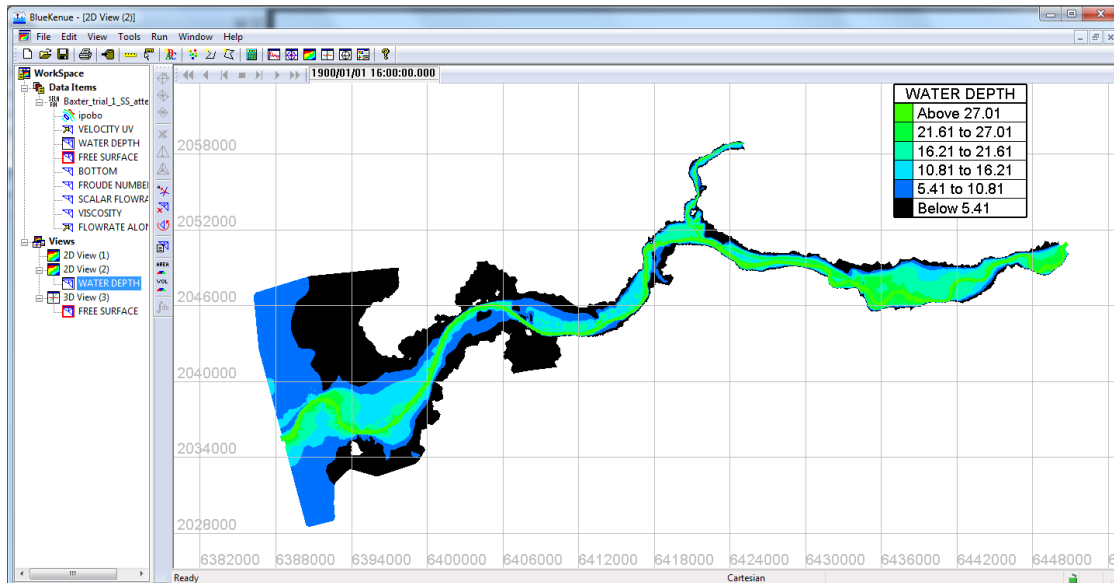 BlueKenue - [2D View (2)]
File Edit View Tools Run Window Help
1900/01/01 16:00:00.000
WorkSpace
Data Items
Baxter_trial_1_SS_atte
ipobo
VELOCITY UV
WATER DEPTH
FREE SURFACE
BOTTOM
FROUDE NUMBE
SCALAR FLOWRA
VISCOSITY
FLOWRATE ALON
Views
2D View (1)
2D View (2)
WATER DEPTH
3D View (3)
FREE SURFACE
AREA
VOL
WATER DEPTH
Above 27.01
21.61 to 27.01
16.21 to 21.61
10.81 to 16.21
5.41 to 10.81
Below 5.41
2058000
2052000
2046000
2040000
2034000
2028000
6382000 6388000 6394000 6400000 6406000 6412000 6418000 6424000 6430000 6436000 6442000 6448000
Ready Cartesian